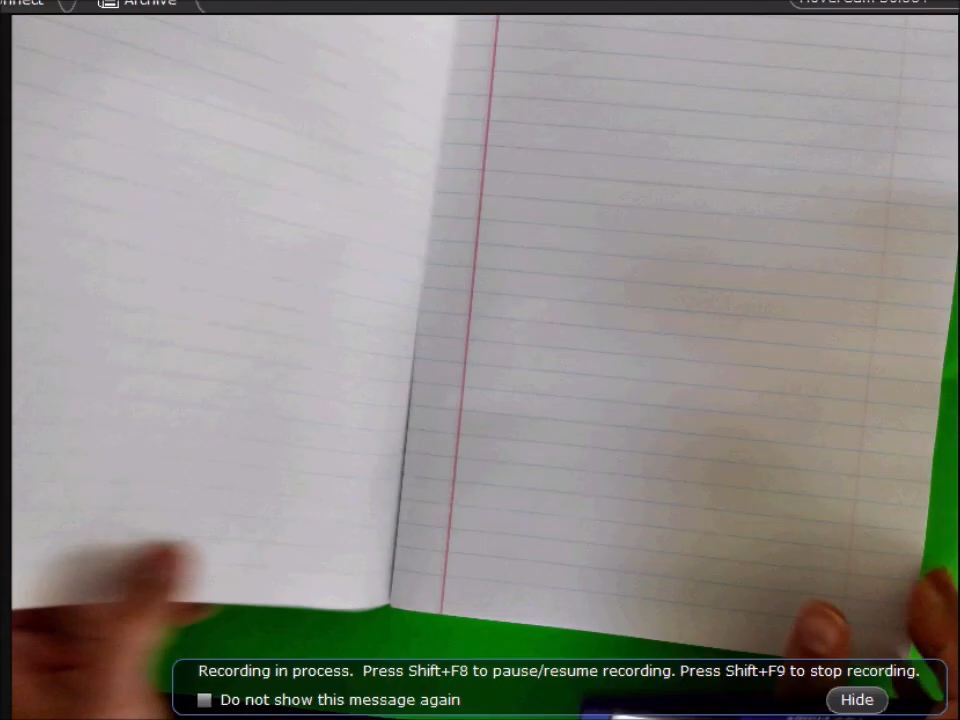 Archive
Recording in process. Press Shift+F8 to pause/resume recording. Press Shift+F9 to stop recording.
Do not show this message again
Hide